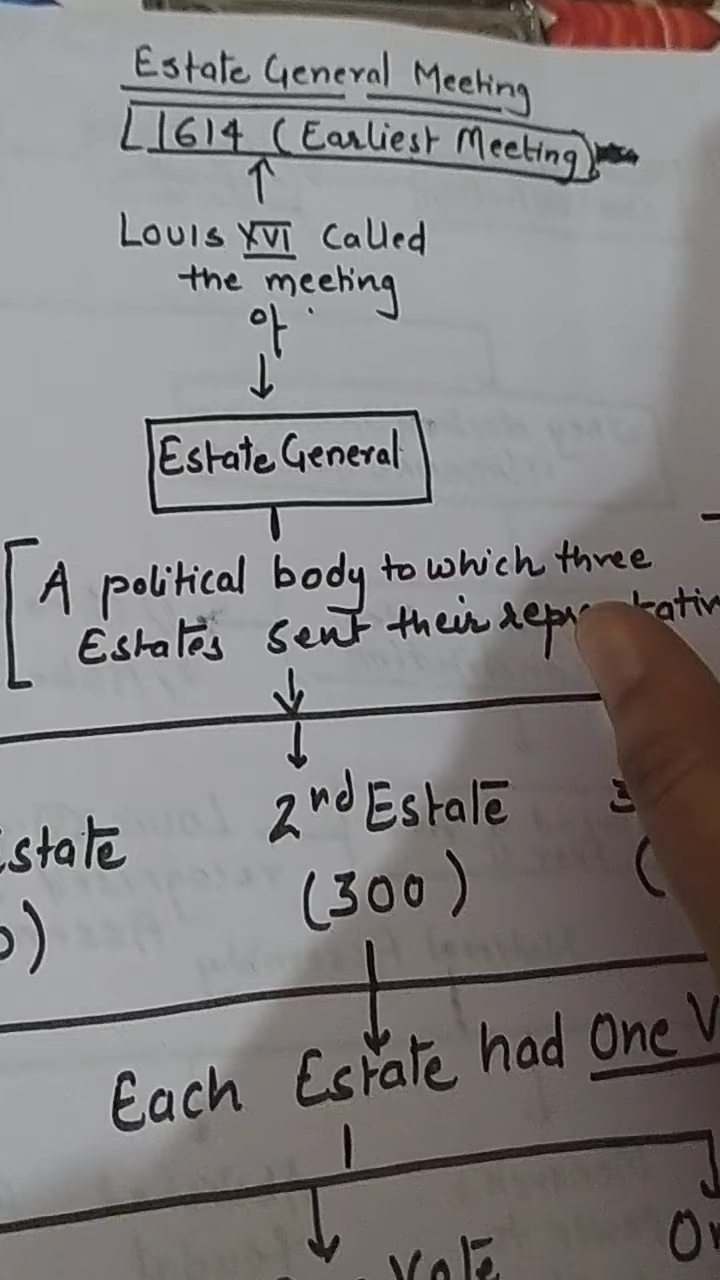 Estate General Meeting
1614 (Earliest Meeting)
Louis XVI Called
the meeting
of
Estate General
A political body to which three
Estates sent their
2nd Estate
(300)
Each Estate had One
Vote